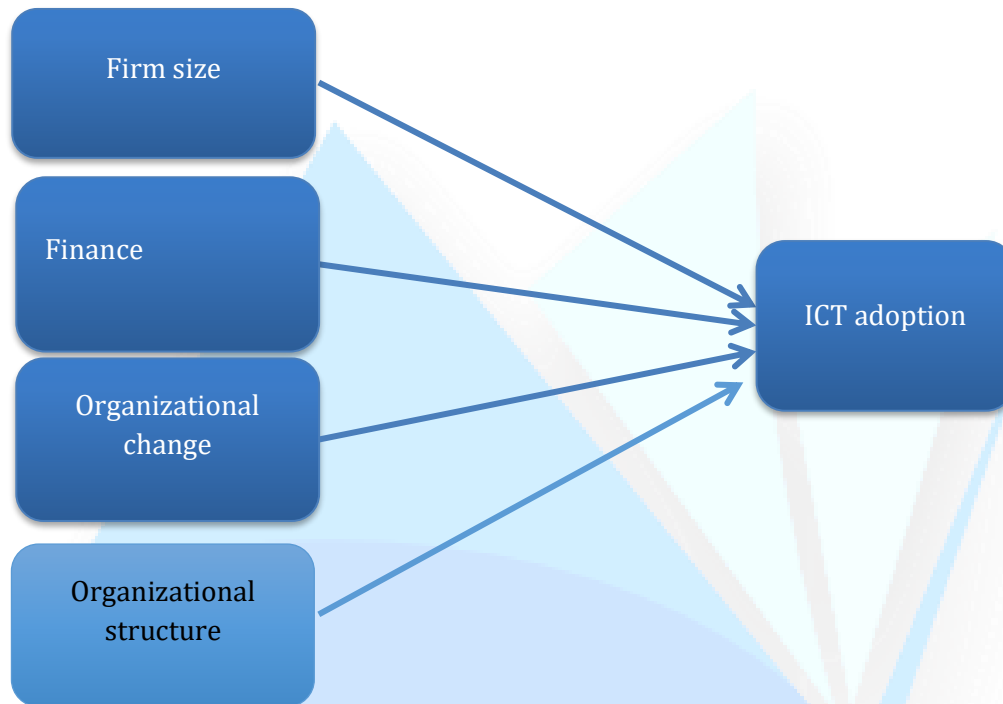 Firm size
Finance
ICT adoption
Organizational
change
Organizational
structure